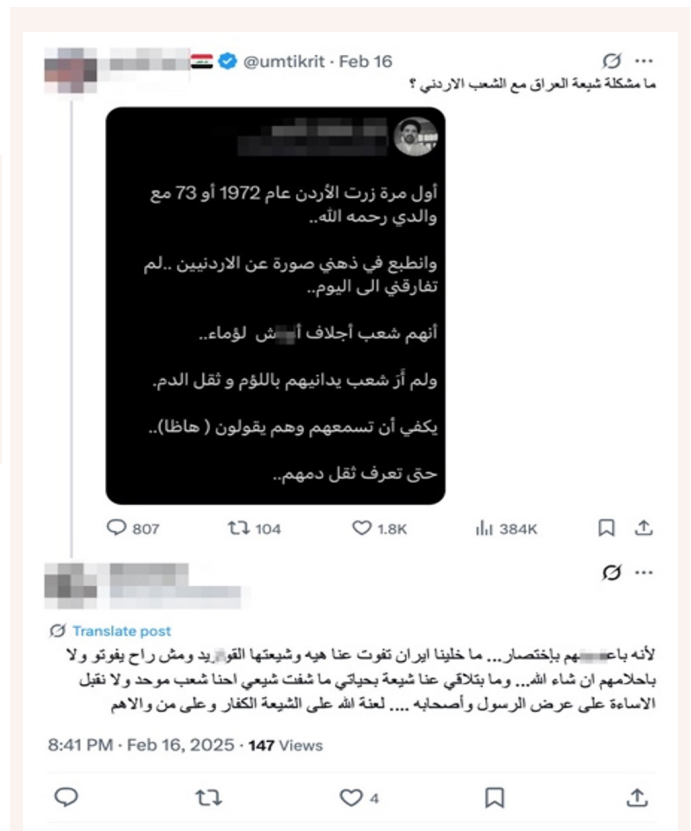 @umtikrit · Feb 16
ما مشكلة شيعة العراق مع الشعب الاردني ؟
أول مرة زرت الأردن عام 1972 أو 73 مع
والدي رحمه الله..
وانطبع في ذهني صورة عن الاردنيين ..لم
تفارقني الى اليوم..
أنهم شعب أجلاف لؤماء..
ولم أَرَ شعب يدانيهم باللؤم و ثقل الدم.
يكفي أن تسمعهم وهم يقولون ( هاظا)..
حتى تعرف ثقل دمهم..
807 104 1.8K 384K
Translate post
لأنه بإختصار... ما خلينا ايران تفوت عنا هيه وشيعتها ومش راح يفوتو ولا
باحلامهم ان شاء الله... وما بتلاقي عنا شيعة بحياتي ما شفت شيعي احنا شعب موحد ولا نقبل
الاساءة على عرض الرسول وأصحابه .... لعنة الله على الشيعة الكفار وعلى من والاهم
8:41 PM · Feb 16, 2025 · 147 Views
4